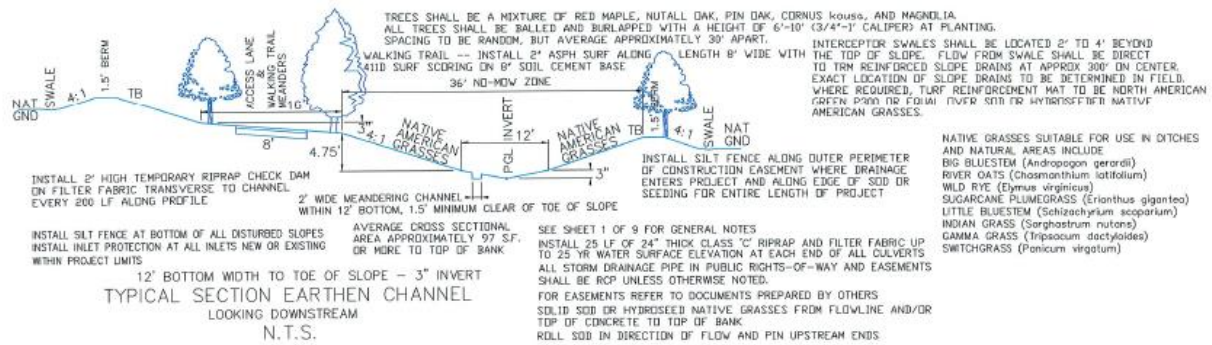 TREES SHALL BE A MIXTURE OF RED MAPLE, NUTALL OAK, PIN OAK, CORNUS kousa, AND MAGNOLIA.
ALL TREES SHALL BE BALLED AND BURLAPPED WITH A HEIGHT OF 6'-10' (3/4"-1' CALIPER) AT PLANTING.
SPACING TO BE RANDOM, BUT AVERAGE APPROXIMATELY 30' APART.
WALKING TRAIL -- INSTALL 2" ASPH SURF ALONG LENGTH 8' WIDE WITH
411D SURF SCORING ON 8" SOIL CEMENT BASE
36' NO-MOW ZONE
INTERCEPTOR SWALES SHALL BE LOCATED 2' TO 4' BEYOND
THE TOP OF SLOPE. FLOW FROM SWALE SHALL BE DIRECT
TO TRM REINFORCED SLOPE DRAINS AT APPROX 300' ON CENTER.
EXACT LOCATION OF SLOPE DRAINS TO BE DETERMINED IN FIELD.
WHERE REQUIRED, TURF REINFORCEMENT MAT TO BE NORTH AMERICAN
GREEN P300 OR EQUAL OVER SOD OR HYDROSEEDED NATIVE
AMERICAN GRASSES.
NAT
GND
SWALE
4:1
1.5' BERM
TB
ACCESS LANE
&
WALKING TRAIL
MEANDERS
16'
8'
3"
4:1
4.75'
NATIVE
AMERICAN
GRASSES
12'
PGL INVERT
NATIVE
AMERICAN
GRASSES
3"
TB
1.5' BERM
4:1
SWALE
NAT
GND
INSTALL 2' HIGH TEMPORARY RIPRAP CHECK DAM
ON FILTER FABRIC TRANSVERSE TO CHANNEL
EVERY 200 LF ALONG PROFILE
2' WIDE MEANDERING CHANNEL
WITHIN 12' BOTTOM, 1.5' MINIMUM CLEAR OF TOE OF SLOPE
INSTALL SILT FENCE ALONG OUTER PERIMETER
OF CONSTRUCTION EASEMENT WHERE DRAINAGE
ENTERS PROJECT AND ALONG EDGE OF SOD OR
SEEDING FOR ENTIRE LENGTH OF PROJECT
NATIVE GRASSES SUITABLE FOR USE IN DITCHES
AND NATURAL AREAS INCLUDE
BIG BLUESTEM (Andropogon gerardii)
RIVER OATS (Chasmanthium latifolium)
WILD RYE (Elymus virginicus)
SUGARCANE PLUMEGRASS (Erianthus gigantea)
LITTLE BLUESTEM (Schizachyrium scoparium)
INDIAN GRASS (Sorghastrum nutans)
GAMMA GRASS (Tripsacum dactyloides)
SWITCHGRASS (Panicum virgatum)
INSTALL SILT FENCE AT BOTTOM OF ALL DISTURBED SLOPES
INSTALL INLET PROTECTION AT ALL INLETS NEW OR EXISTING
WITHIN PROJECT LIMITS
AVERAGE CROSS SECTIONAL
AREA APPROXIMATELY 97 S.F.
OR MORE TO TOP OF BANK
SEE SHEET 1 OF 9 FOR GENERAL NOTES
INSTALL 25 LF OF 24" THICK CLASS 'C' RIPRAP AND FILTER FABRIC UP
TO 25 YR WATER SURFACE ELEVATION AT EACH END OF ALL CULVERTS
ALL STORM DRAINAGE PIPE IN PUBLIC RIGHTS-OF-WAY AND EASEMENTS
SHALL BE RCP UNLESS OTHERWISE NOTED.
FOR EASEMENTS REFER TO DOCUMENTS PREPARED BY OTHERS
SOLID SOD OR HYDROSEED NATIVE GRASSES FROM FLOWLINE AND/OR
TOP OF CONCRETE TO TOP OF BANK
ROLL SOD IN DIRECTION OF FLOW AND PIN UPSTREAM ENDS
12' BOTTOM WIDTH TO TOE OF SLOPE - 3" INVERT
TYPICAL SECTION EARTHEN CHANNEL
LOOKING DOWNSTREAM
N.T.S.